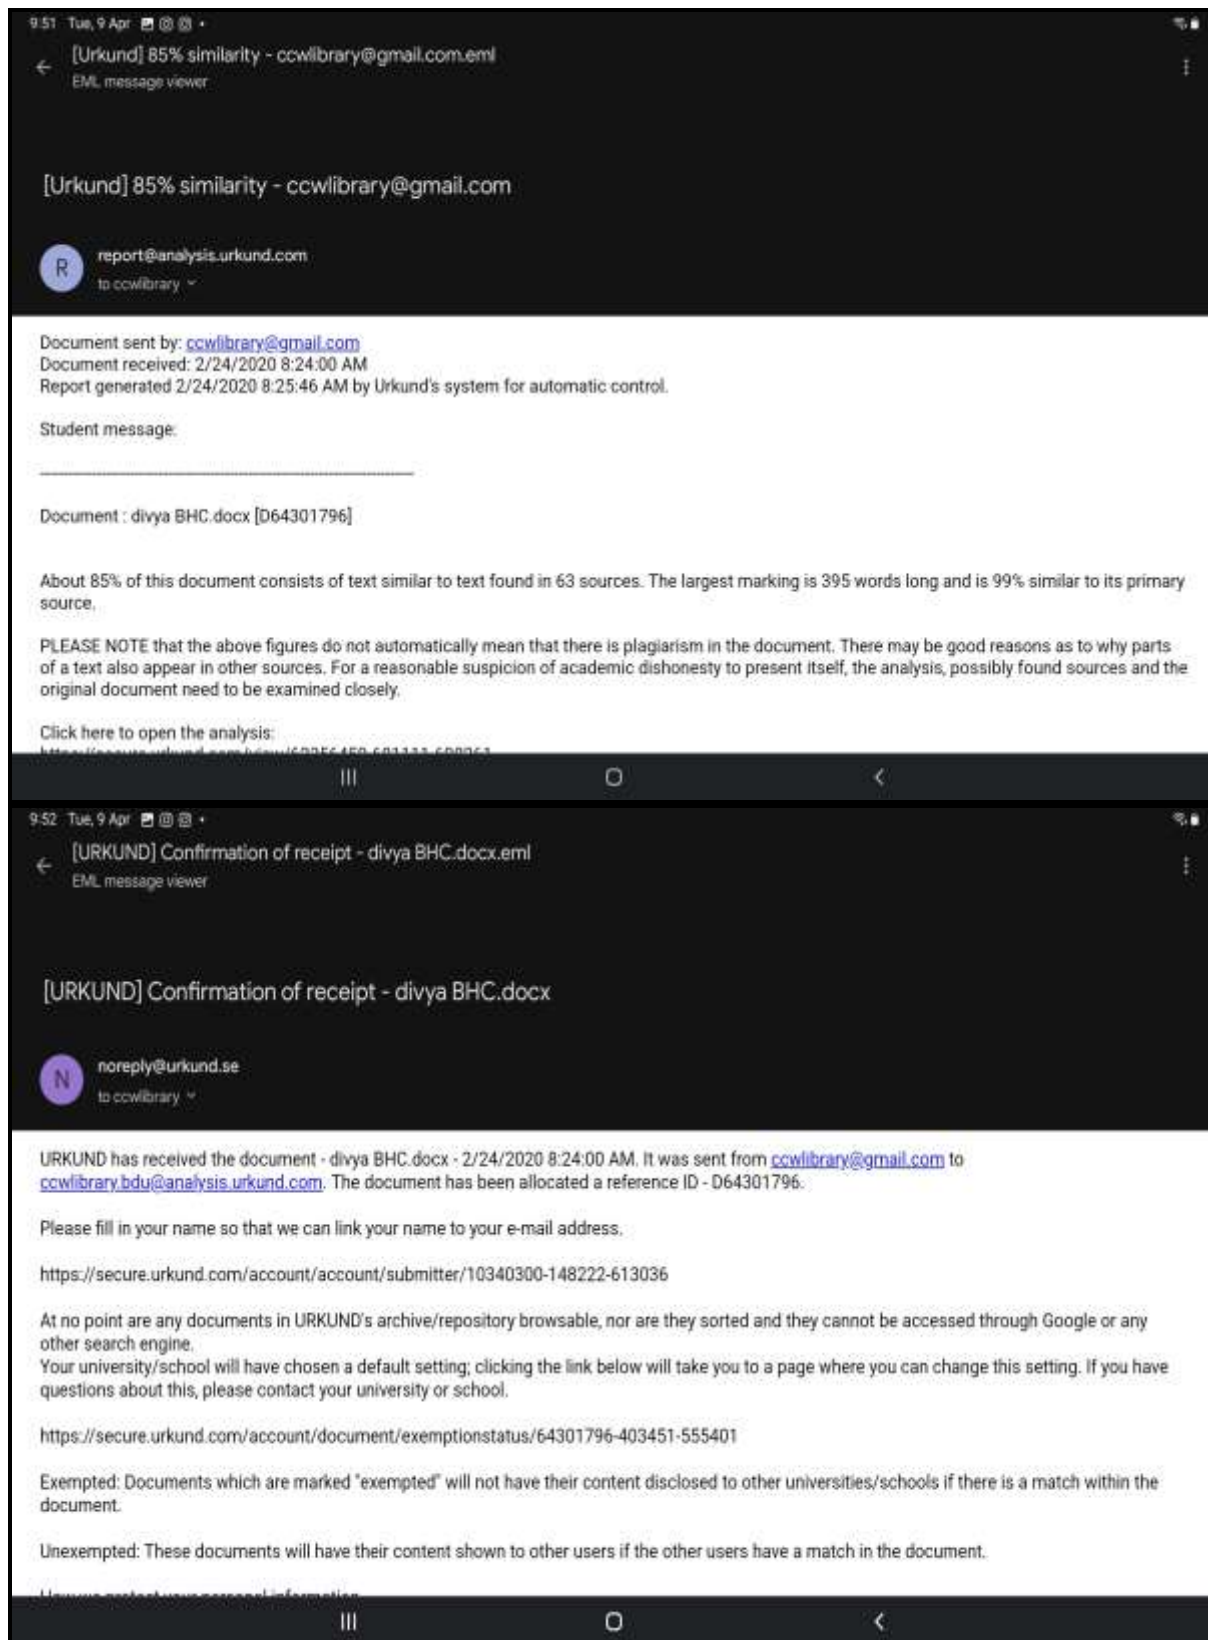 9:51 Tue, 9 Apr
[Urkund] 85% similarity - ccwlibrary@gmail.com.eml
EML message viewer
[Urkund] 85% similarity - ccwlibrary@gmail.com
R
report@analysis.urkund.com
to ccwlibrary
Document sent by: ccwlibrary@gmail.com
Document received: 2/24/2020 8:24:00 AM
Report generated 2/24/2020 8:25:46 AM by Urkund's system for automatic control.
Student message:
Document : divya BHC.docx [D64301796]
About 85% of this document consists of text similar to text found in 63 sources. The largest marking is 395 words long and is 99% similar to its primary
source.
PLEASE NOTE that the above figures do not automatically mean that there is plagiarism in the document. There may be good reasons as to why parts
of a text also appear in other sources. For a reasonable suspicion of academic dishonesty to present itself, the analysis, possibly found sources and the
original document need to be examined closely.
Click here to open the analysis:
9:52 Tue, 9 Apr
[URKUND] Confirmation of receipt - divya BHC.docx.eml
EML message viewer
[URKUND] Confirmation of receipt - divya BHC.docx
N
noreply@urkund.se
to ccwlibrary
URKUND has received the document - divya BHC.docx - 2/24/2020 8:24:00 AM. It was sent from ccwlibrary@gmail.com to
ccwlibrary.bdu@analysis.urkund.com. The document has been allocated a reference ID - D64301796.
Please fill in your name so that we can link your name to your e-mail address.
https://secure.urkund.com/account/account/submitter/10340300-148222-613036
At no point are any documents in URKUND's archive/repository browsable, nor are they sorted and they cannot be accessed through Google or any
other search engine.
Your university/school will have chosen a default setting; clicking the link below will take you to a page where you can change this setting. If you have
questions about this, please contact your university or school.
https://secure.urkund.com/account/document/exemptionstatus/64301796-403451-555401
Exempted: Documents which are marked "exempted" will not have their content disclosed to other universities/schools if there is a match within the
document.
Unexempted: These documents will have their content shown to other users if the other users have a match in the document.